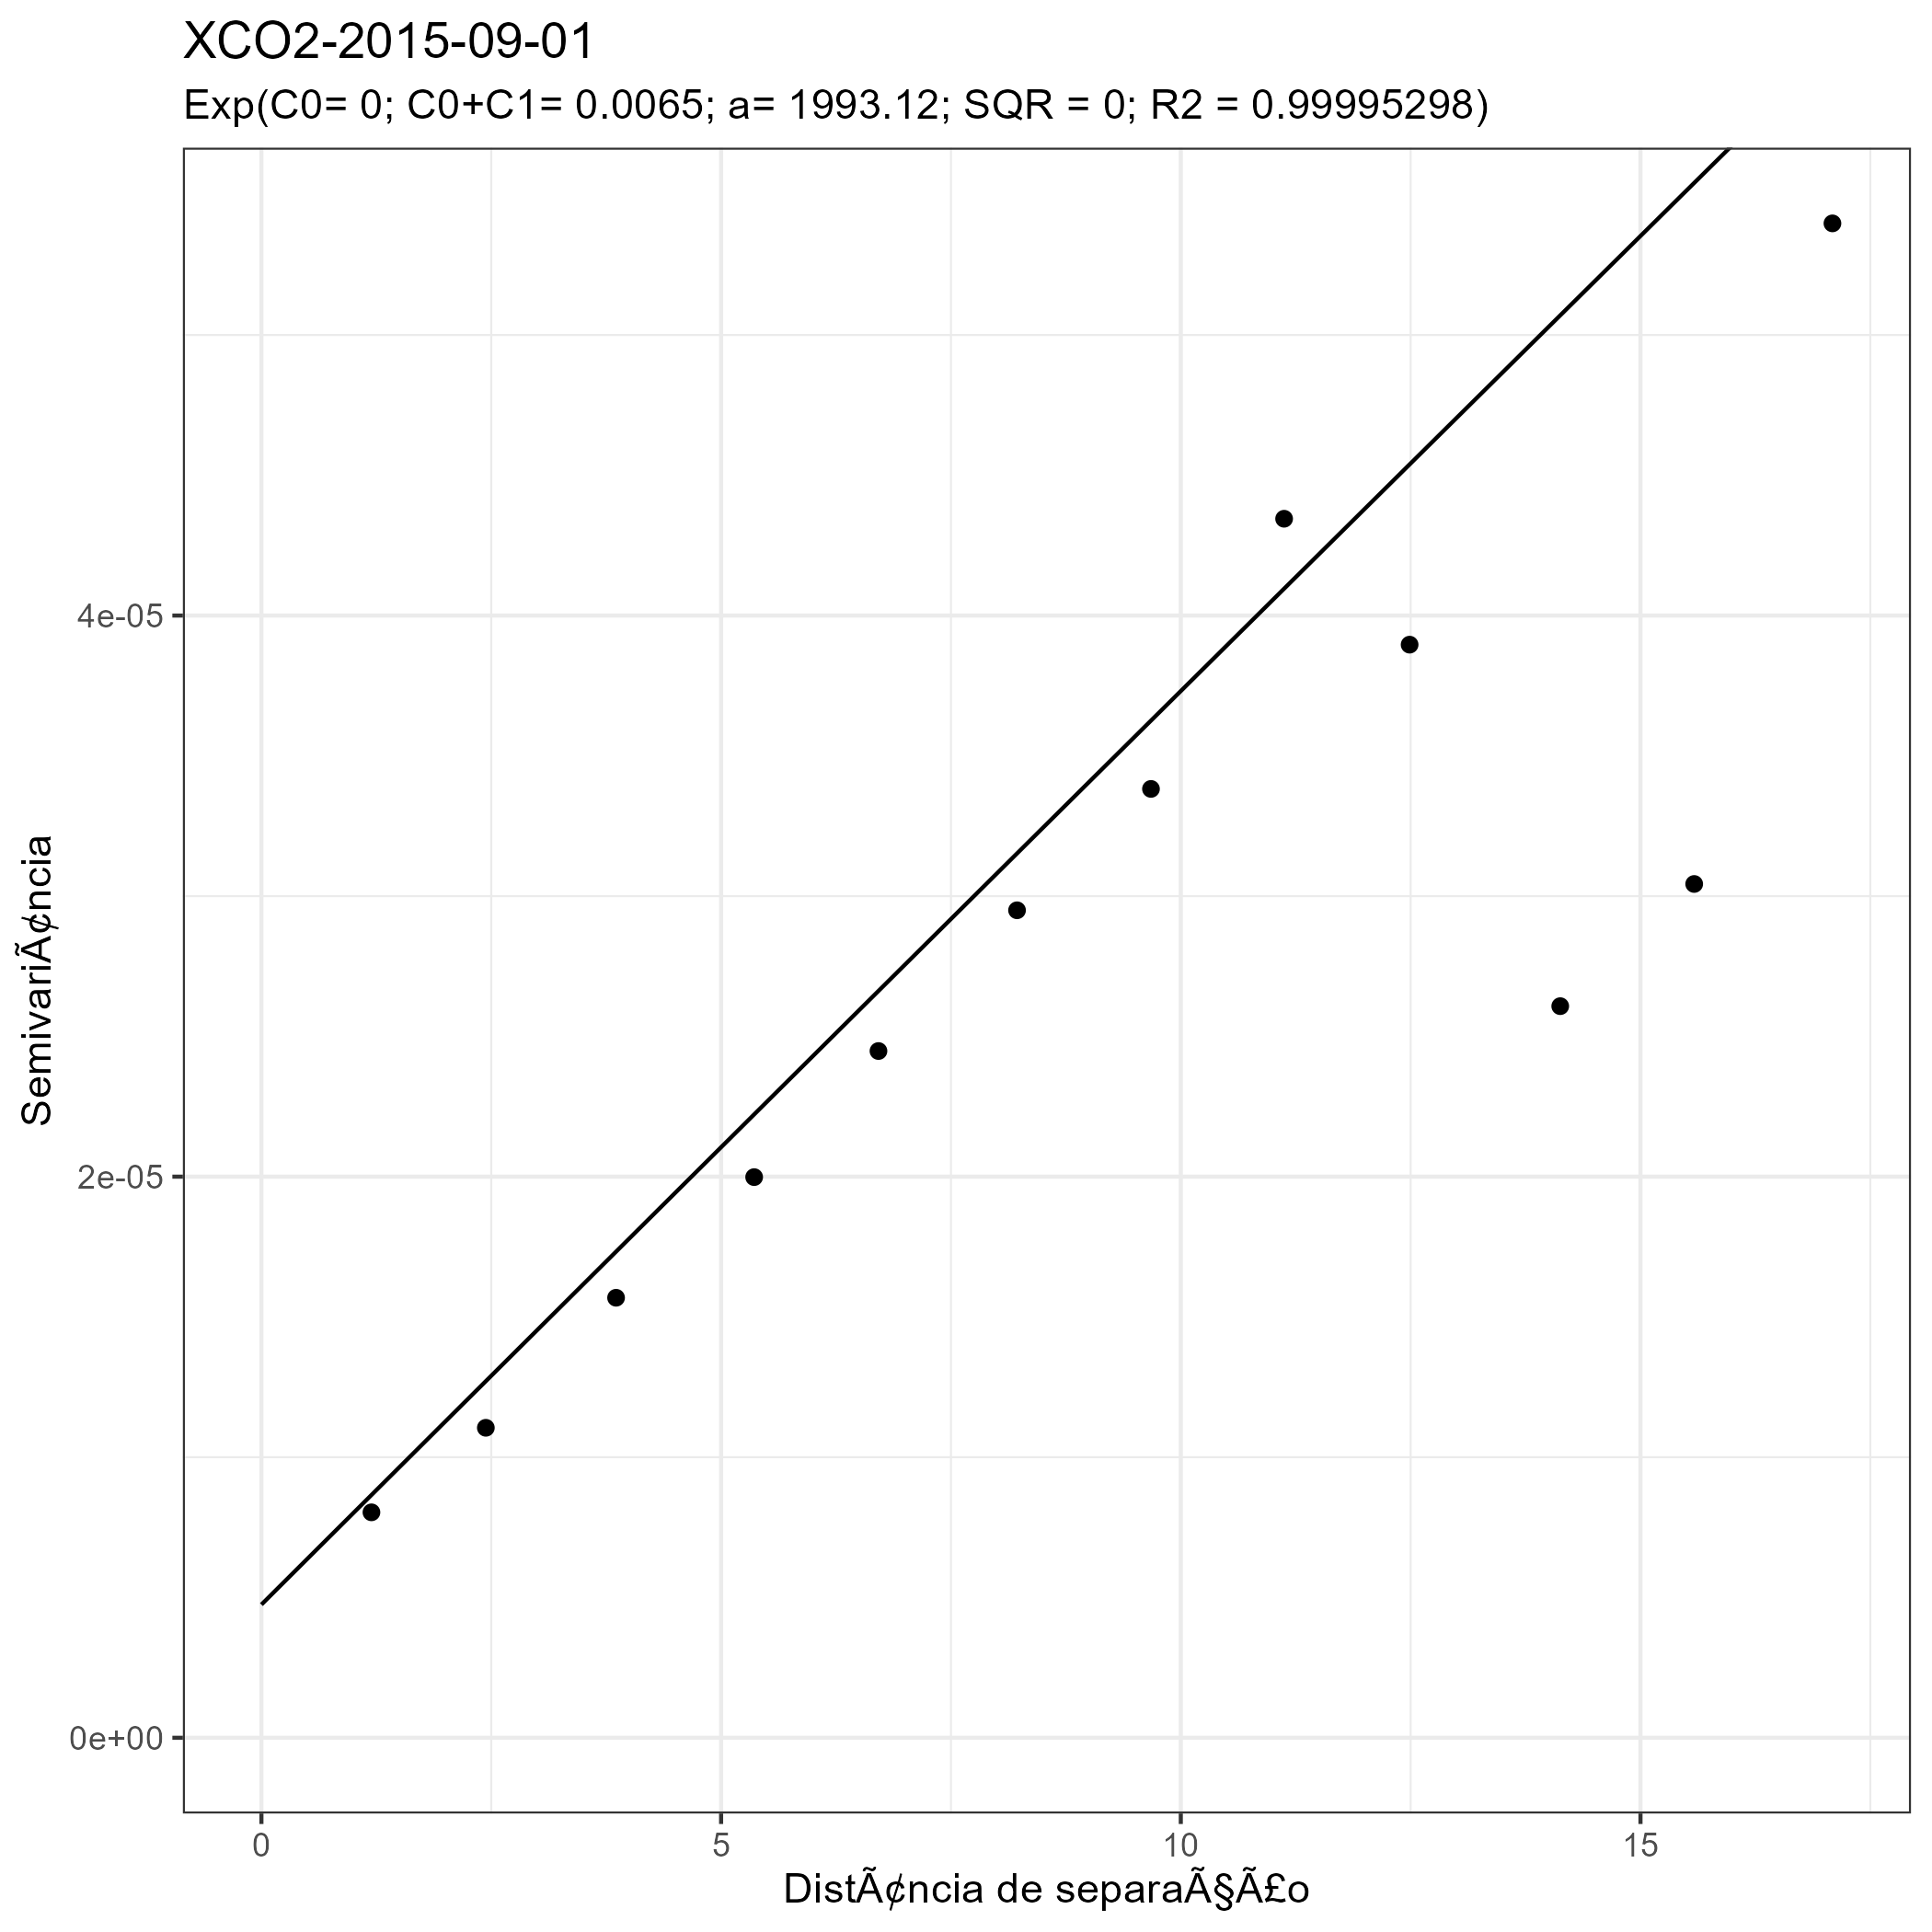 XCO2-2015-09-01
Exp(C0= 0; C0+C1= 0.0065; a= 1993.12; SQR = 0; R2 = 0.99995298)
SemivariÃ¢ncia
4e-05
2e-05
0e+00
0 5 10 15
DistÃ¢ncia de separaÃ§Ã£o